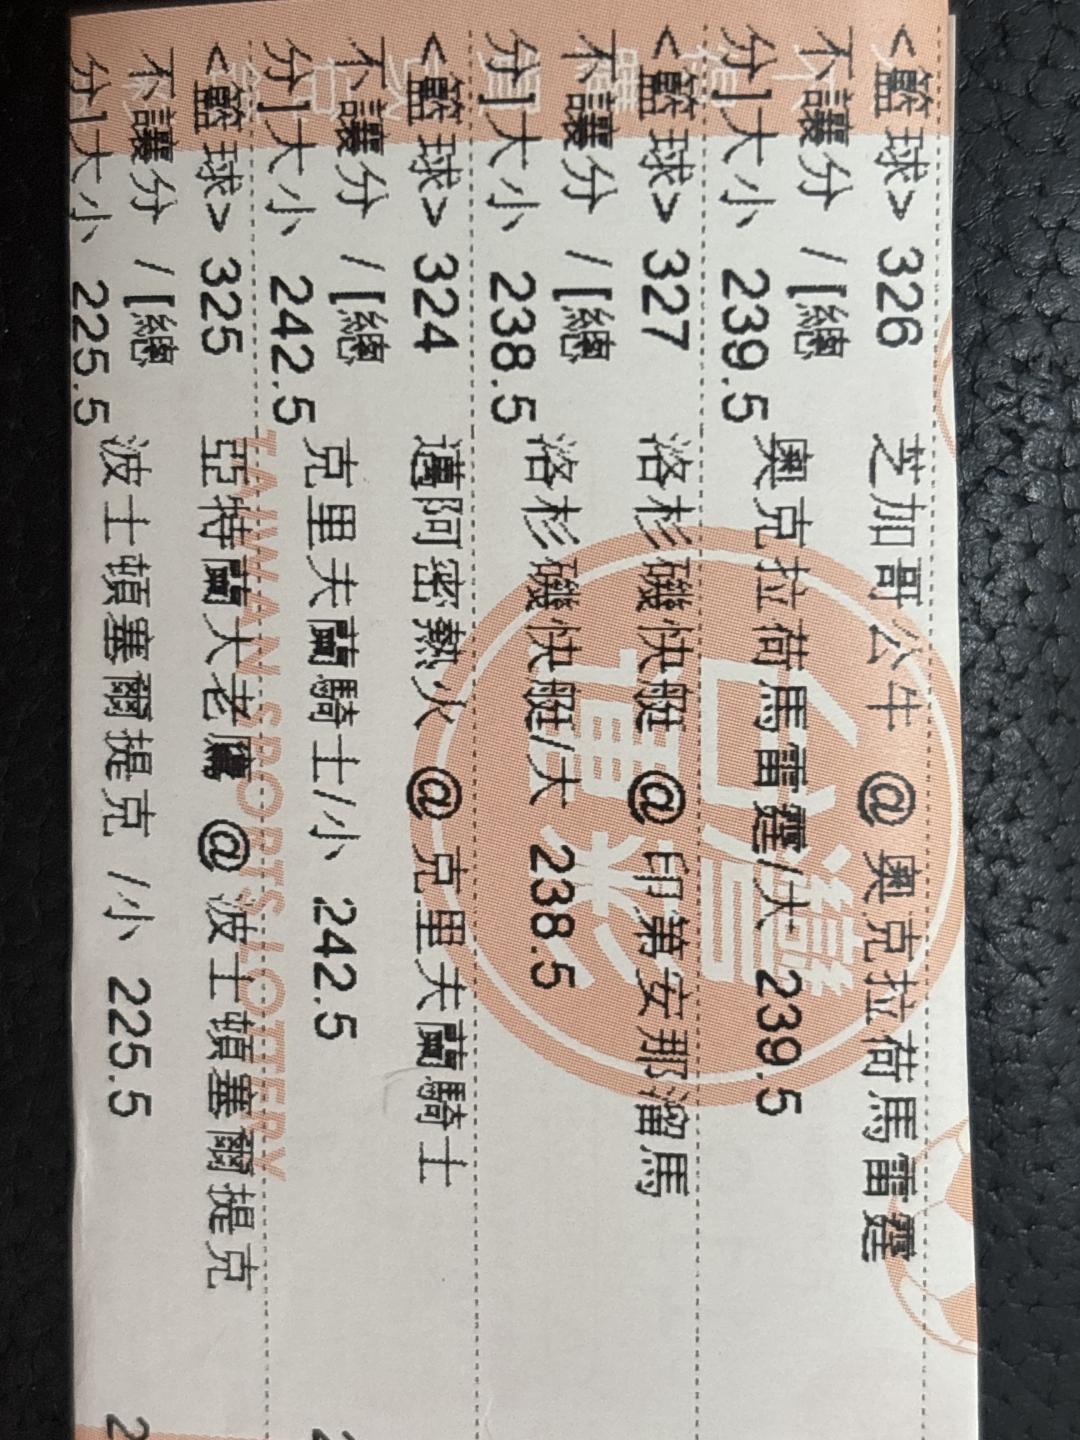 <籃球> 326 芝加哥公牛 @ 奧克拉荷馬雷霆
不讓分 /[總 奧克拉荷馬雷霆/大 239.5
分]大小 239.5
<籃球> 327 洛杉磯快艇 @ 印第安那溜馬
不讓分 /[總 洛杉磯快艇/大 238.5
分]大小 238.5
<籃球> 324 邁阿密熱火 @ 克里夫蘭騎士
不讓分 /[總 克里夫蘭騎士/小 242.5
分]大小 242.5
<籃球> 325 亞特蘭大老鷹 @ 波士頓塞爾提克
不讓分 /[總 波士頓塞爾提克 /小 225.5
分]大小 225.5
台灣
運彩
TAIWAN SPORTS LOTTERY